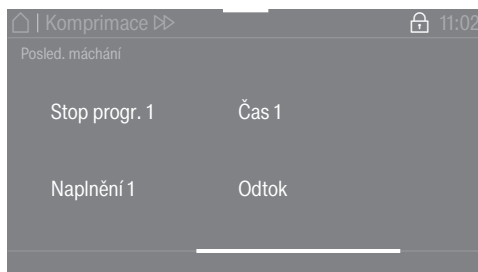 | Komprimace 11:02
Posled. máchání
Stop progr. 1 Čas 1
Naplnění 1 Odtok